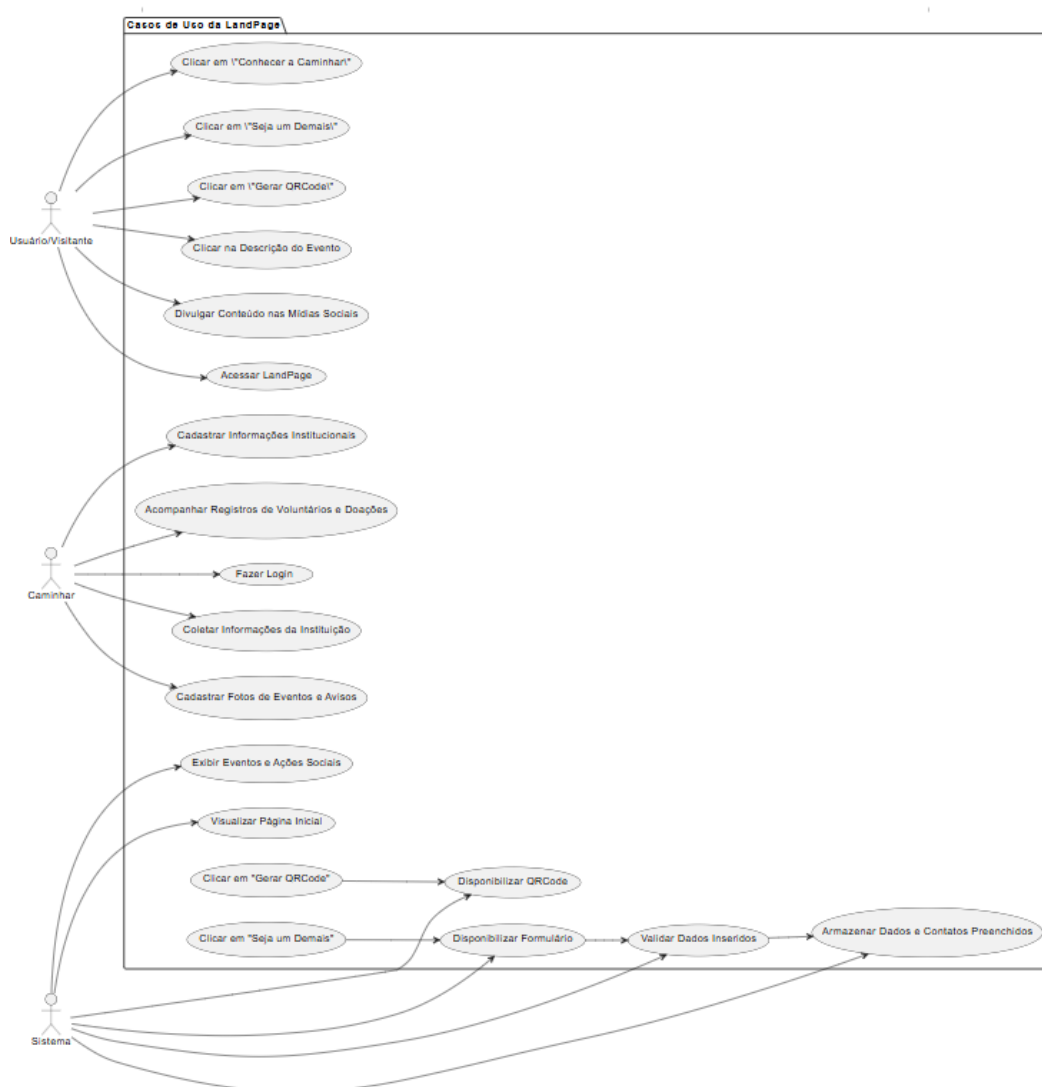 Casos de Uso da LandPage
Clicar em \"Conhecer a Caminhar\"
Clicar em \"Seja um Demais\"
Clicar em \"Gerar QRCode\"
Usuário/Visitante
Clicar na Descrição do Evento
Divulgar Conteúdo nas Mídias Sociais
Acessar LandPage
Cadastrar Informações Institucionais
Acompanhar Registros de Voluntários e Doações
Fazer Login
Caminhar
Coletar Informações da Instituição
Cadastrar Fotos de Eventos e Avisos
Exibir Eventos e Ações Sociais
Visualizar Página Inicial
Clicar em "Gerar QRCode"
Disponibilizar QRCode
Clicar em "Seja um Demais"
Disponibilizar Formulário
Validar Dados Inseridos
Armazenar Dados e Contatos Preenchidos
Sistema